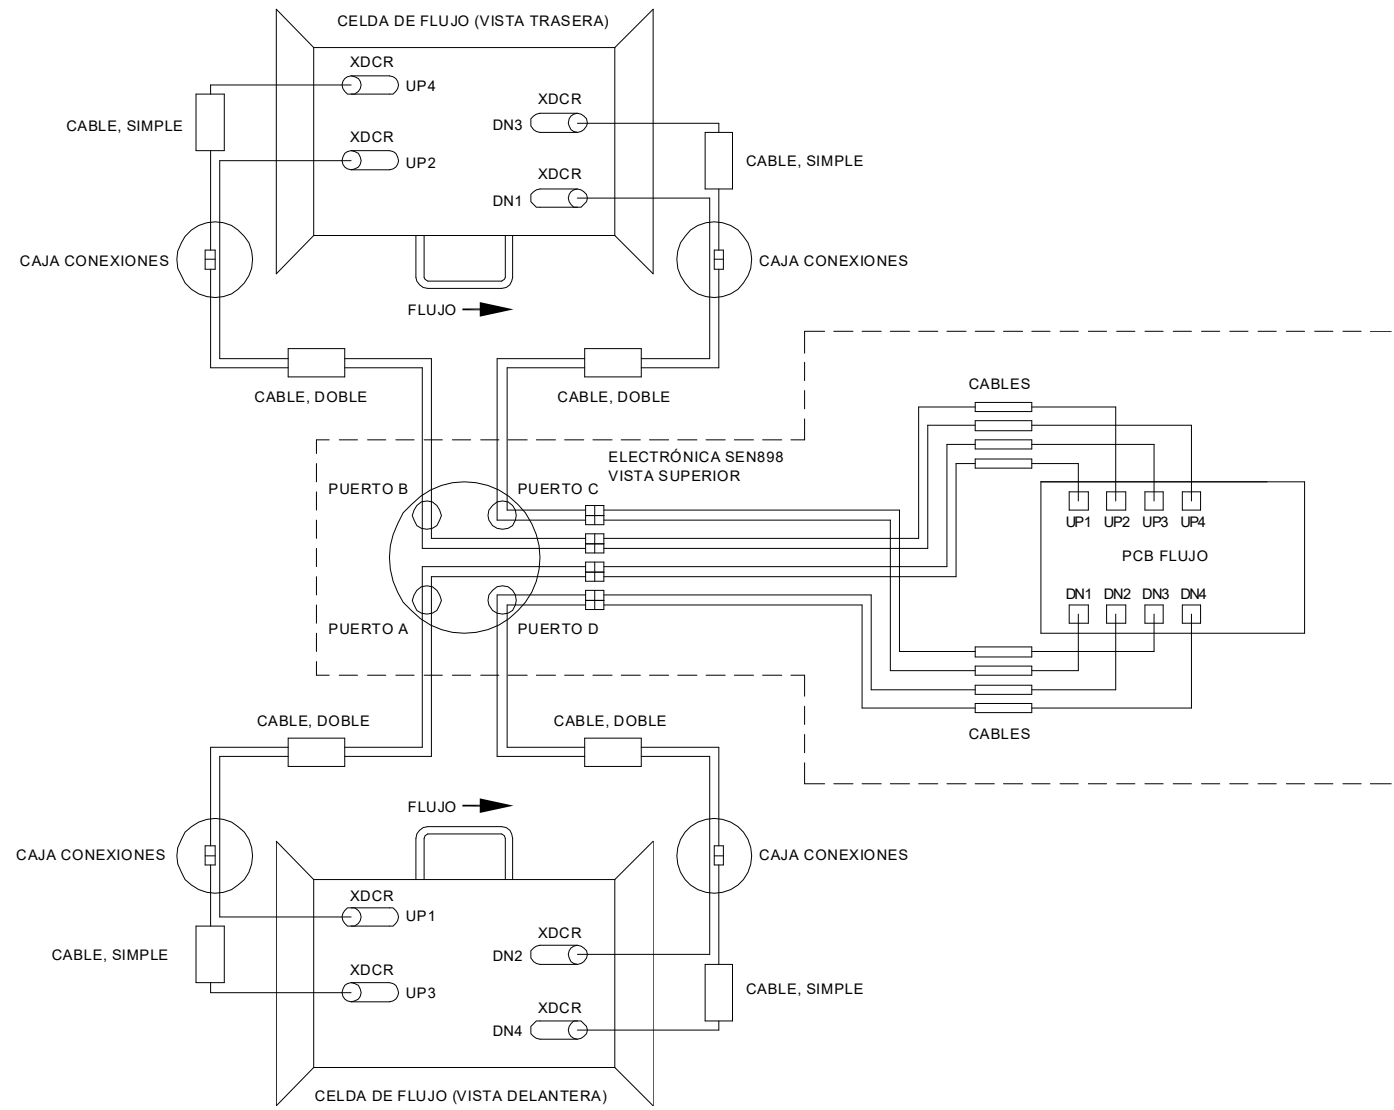 CELDA DE FLUJO (VISTA TRASERA)
XDCR
UP4
XDCR
DN3
CABLE, SIMPLE
XDCR
UP2
CABLE, SIMPLE
XDCR
DN1
CAJA CONEXIONES
CAJA CONEXIONES
FLUJO
CABLE, DOBLE
CABLE, DOBLE
CABLES
ELECTRÓNICA SEN898
VISTA SUPERIOR
PUERTO B
PUERTO C
UP1 UP2 UP3 UP4
PCB FLUJO
DN1 DN2 DN3 DN4
PUERTO A
PUERTO D
CABLES
CABLE, DOBLE
CABLE, DOBLE
FLUJO
CAJA CONEXIONES
CAJA CONEXIONES
XDCR
UP1
XDCR
DN2
CABLE, SIMPLE
XDCR
UP3
CABLE, SIMPLE
XDCR
DN4
CELDA DE FLUJO (VISTA DELANTERA)